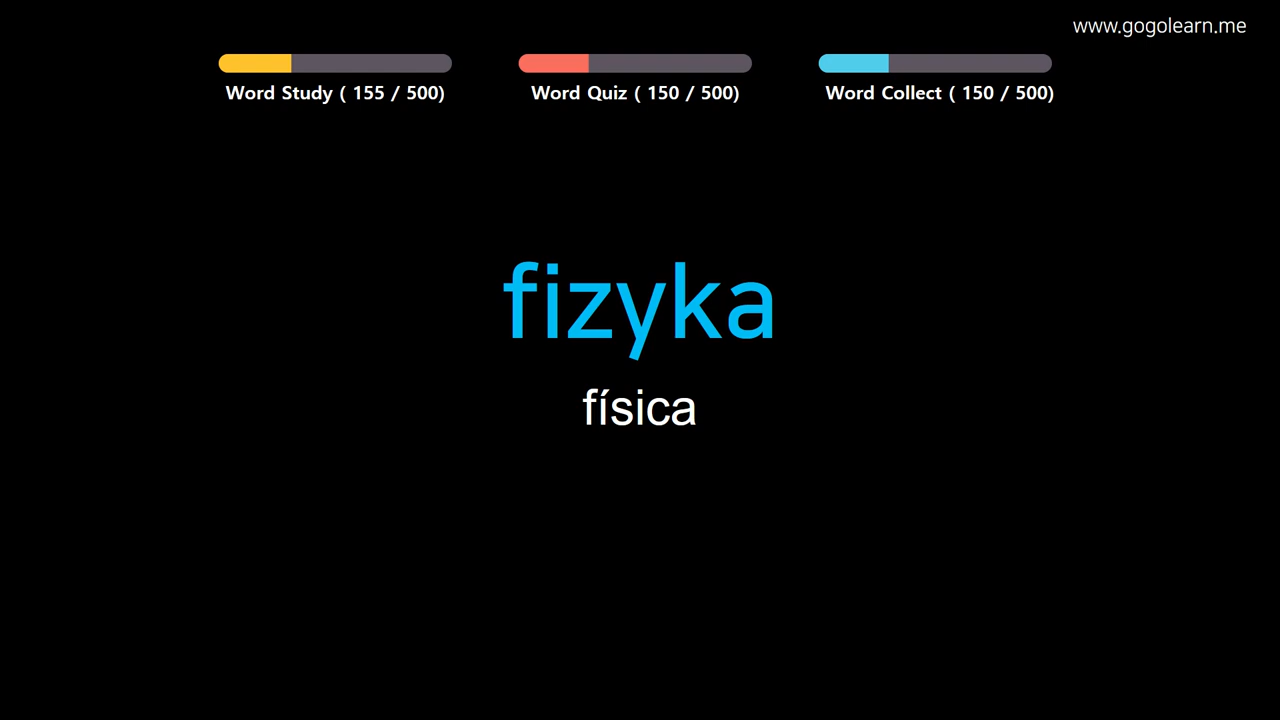 www.gogolearn.me
Word Study ( 155 / 500)
Word Quiz ( 150 / 500)
Word Collect ( 150 / 500)
fizyka
física